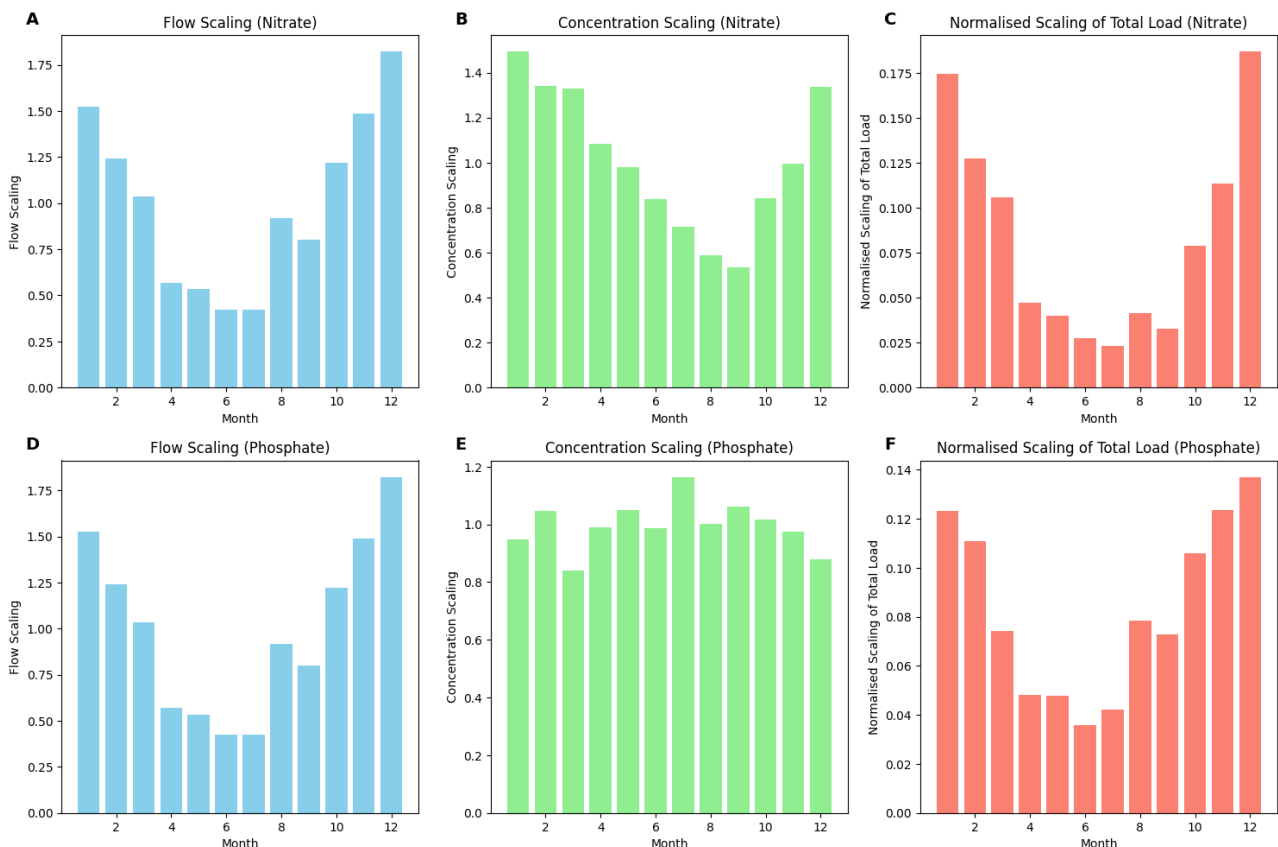 A
Flow Scaling (Nitrate)
Flow Scaling
1.75
1.50
1.25
1.00
0.75
0.50
0.25
0.00
2 4 6 8 10 12
Month
B
Concentration Scaling (Nitrate)
Concentration Scaling
1.4
1.2
1.0
0.8
0.6
0.4
0.2
0.0
2 4 6 8 10 12
Month
C
Normalised Scaling of Total Load (Nitrate)
Normalised Scaling of Total Load
0.175
0.150
0.125
0.100
0.075
0.050
0.025
0.000
2 4 6 8 10 12
Month
D
Flow Scaling (Phosphate)
Flow Scaling
1.75
1.50
1.25
1.00
0.75
0.50
0.25
0.00
2 4 6 8 10 12
Month
E
Concentration Scaling (Phosphate)
Concentration Scaling
1.2
1.0
0.8
0.6
0.4
0.2
0.0
2 4 6 8 10 12
Month
F
Normalised Scaling of Total Load (Phosphate)
Normalised Scaling of Total Load
0.14
0.12
0.10
0.08
0.06
0.04
0.02
0.00
2 4 6 8 10 12
Month